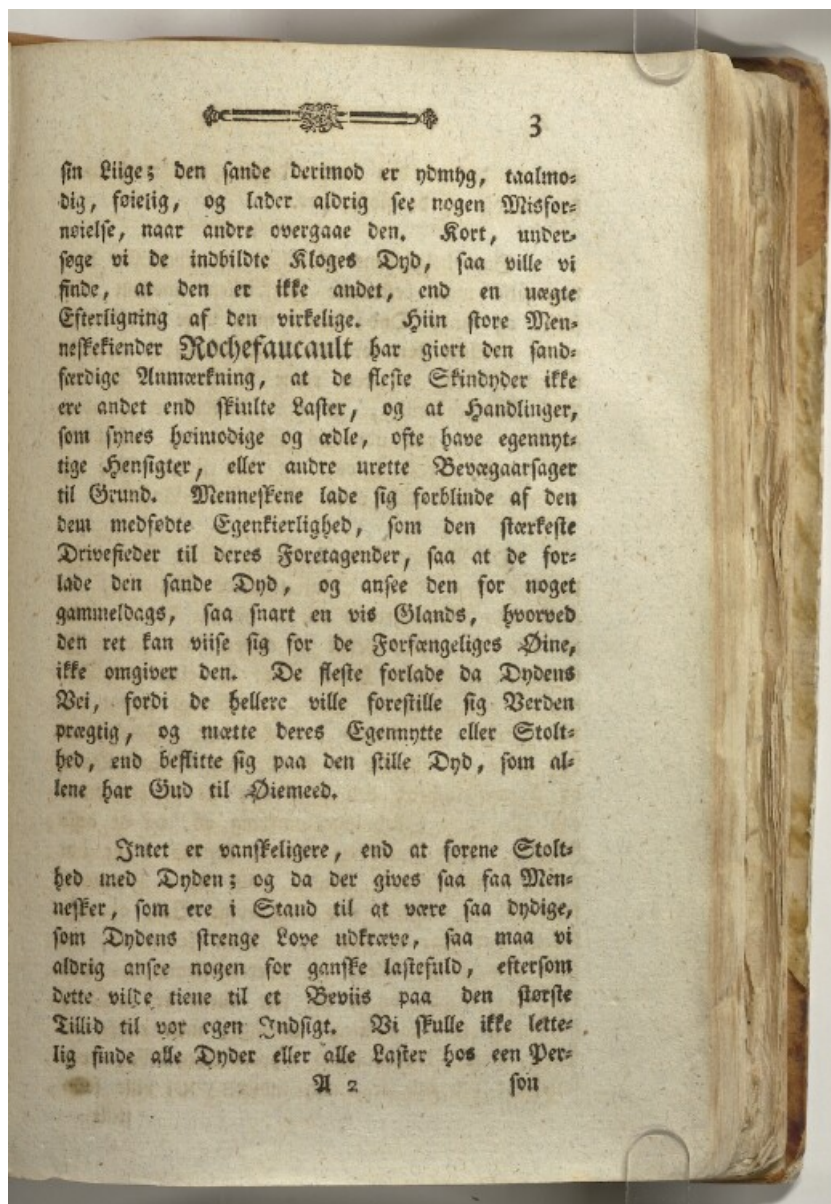 3
sin Liige; den sande derimod er ydmyg, taalmo-
dig, føielig, og lader aldrig see nogen Misfor-
nøielse, naar andre overgaae den. Kort, under-
søge vi de indbildte Kloges Dyd, saa ville vi
finde, at den er ikke andet, end en uægte
Efterligning af den virkelige. Hiin store Men-
neskekiender Rochefaucault har giort den sand-
færdige Anmærkning, at de fleste Skindyder ikke
ere andet end skiulte Laster, og at Handlinger,
som synes høimodige og ædle, ofte have egennyt-
tige Hensigter, eller andre urette Bevægaarsager
til Grund. Menneskene lade sig forblinde af den
dem medfødte Egenkierlighed, som den stærkeste
Drivefieder til deres Foretagender, saa at de for-
lade den sande Dyd, og ansee den for noget
gammeldags, saa snart en vis Glands, hvorved
den ret kan viise sig for de Forfængeliges Øine,
ikke omgiver den. De fleste forlade da Dydens
Vei, fordi de hellere ville forestille sig Verden
prægtig, og mætte deres Egennytte eller Stolt-
hed, end beflitte sig paa den stille Dyd, som al-
lene har Gud til Øiemeed.
Intet er vanskeligere, end at forene Stolt-
hed med Dyden; og da der gives saa faa Men-
nesker, som ere i Stand til at være saa dydige,
som Dydens strenge Love udkræve, saa maa vi
aldrig ansee nogen for ganske lastefuld, eftersom
dette vilde tiene til et Beviis paa den største
Tillid til vor egen Indsigt. Vi skulle ikke lette-
lig finde alle Dyder eller alle Laster hos een Per-
A 2 son